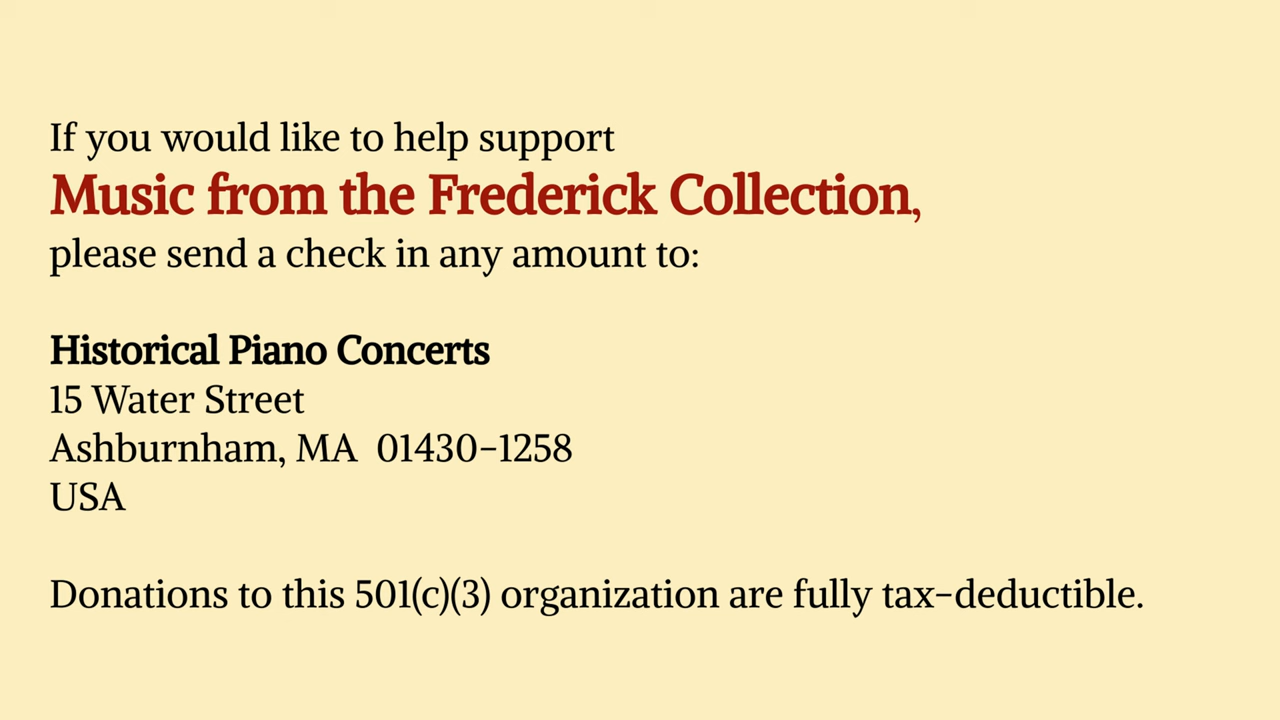 If you would like to help support
Music from the Frederick Collection,
please send a check in any amount to:
Historical Piano Concerts
15 Water Street
Ashburnham, MA  01430-1258
USA
Donations to this 501(c)(3) organization are fully tax-deductible.